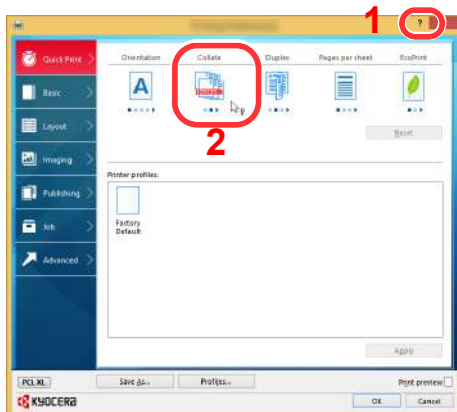 1
?
Quick Print
Orientation
Collate
Duplex
Pages per sheet
EcoPrint
A
Basic
2
Layout
Reset
Imaging
Printer profiles:
Publishing
Factory
Default
Job
Advanced
Apply
PCL XL
Save As...
Profiles...
Print preview
KYOCERA
OK
Cancel